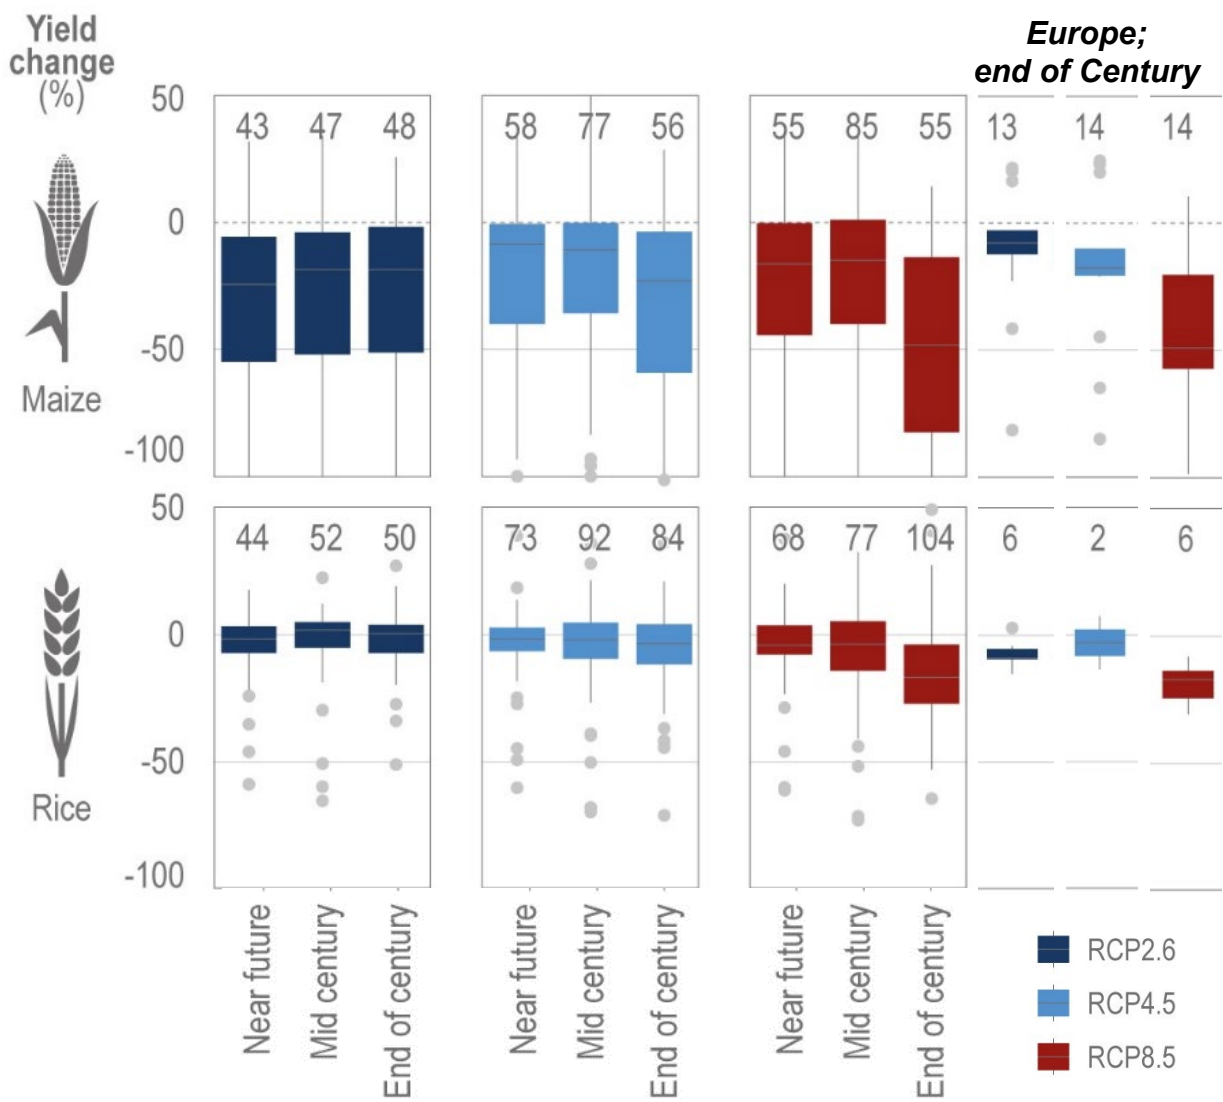 Yield
change
(%)
Europe;
end of Century
50
0
-50
-100
43 47 48
58 77 56
55 85 55
13 14 14
Maize
50
0
-50
-100
44 52 50
73 92 84
68 77 104
6 2 6
Rice
Near future
Mid century
End of century
Near future
Mid century
End of century
Near future
Mid century
End of century
RCP2.6
RCP4.5
RCP8.5